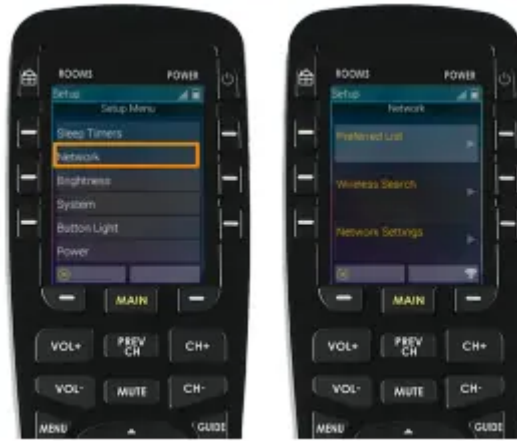 ROOMS POWER
Setup
Setup Menu
Sleep Timers
Network
Brightness
System
Button Light
Power
MAIN
VOL+ PREV CH CH+
VOL- MUTE CH-
MENU GUIDE
ROOMS POWER
Setup
Network
Preferred List
Wireless Search
Network Settings
MAIN
VOL+ PREV CH CH+
VOL- MUTE CH-
MENU GUIDE